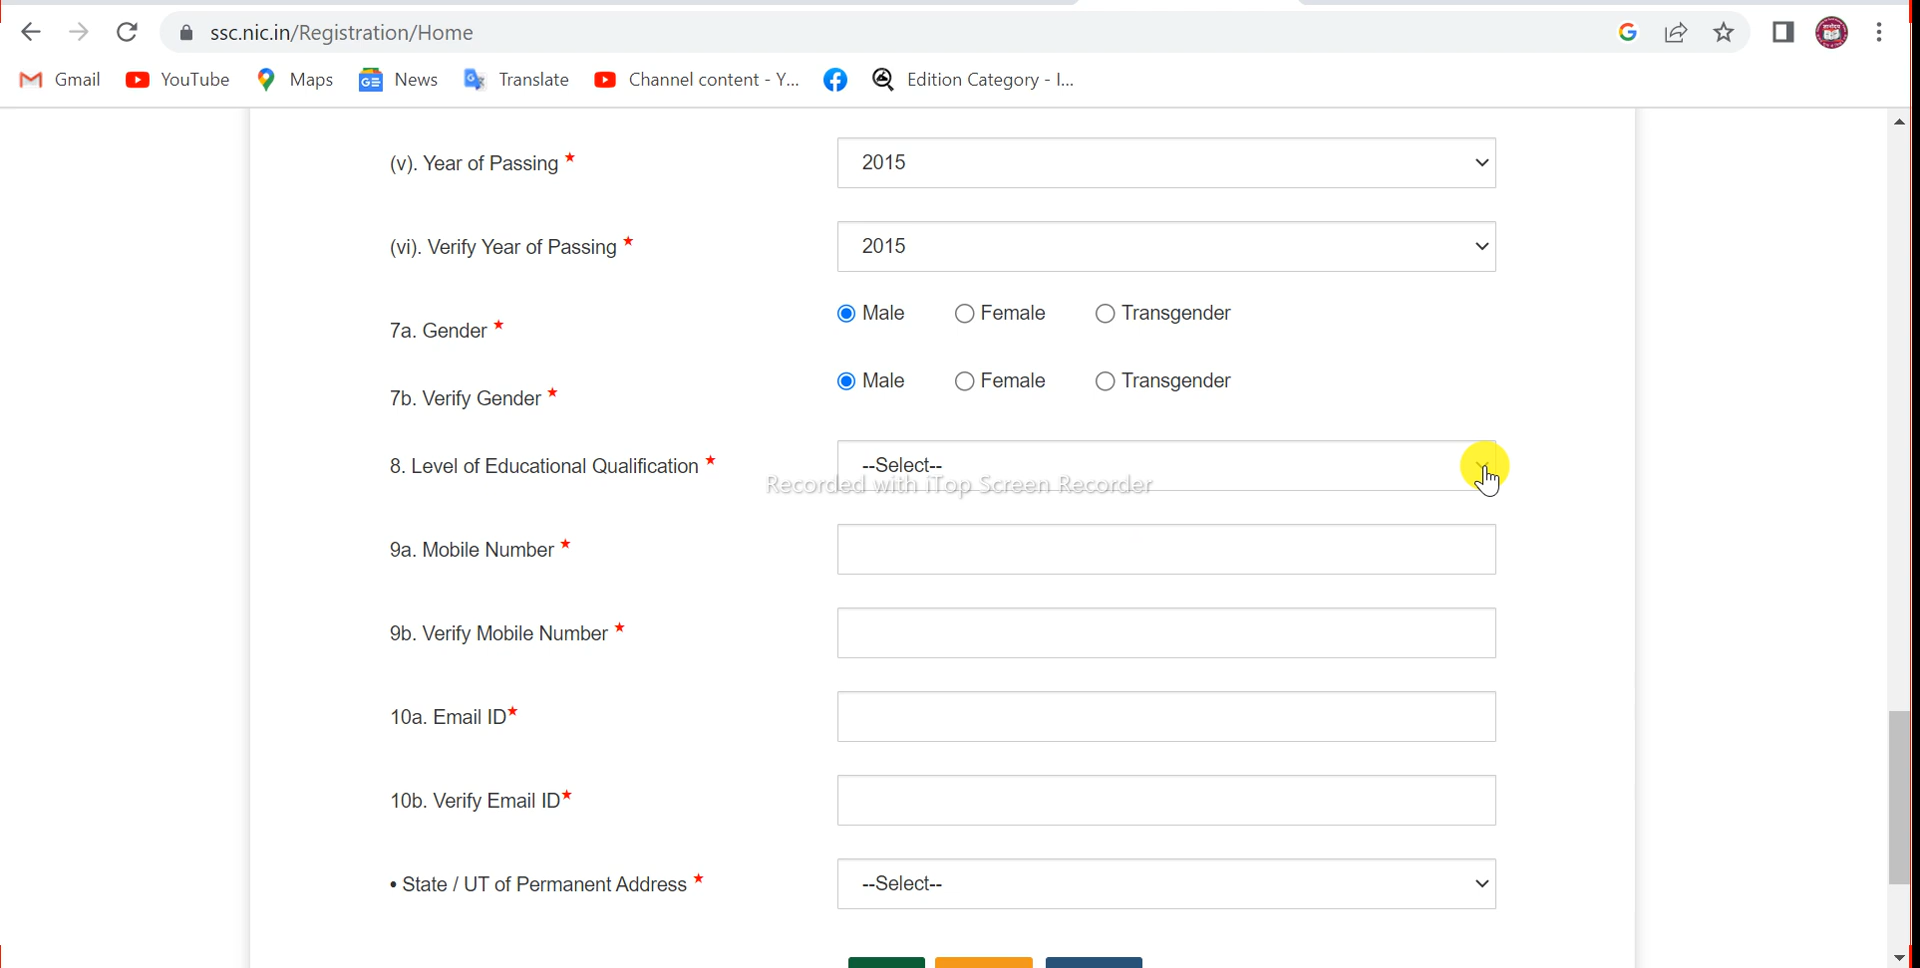 ssc.nic.in/Registration/Home
Gmail YouTube Maps News Translate Channel content - Y... Edition Category - I...
(v). Year of Passing * 2015
(vi). Verify Year of Passing * 2015
7a. Gender * Male Female Transgender
7b. Verify Gender * Male Female Transgender
8. Level of Educational Qualification * --Select--
Recorded with iTop Screen Recorder
9a. Mobile Number *
9b. Verify Mobile Number *
10a. Email ID*
10b. Verify Email ID*
• State / UT of Permanent Address * --Select--